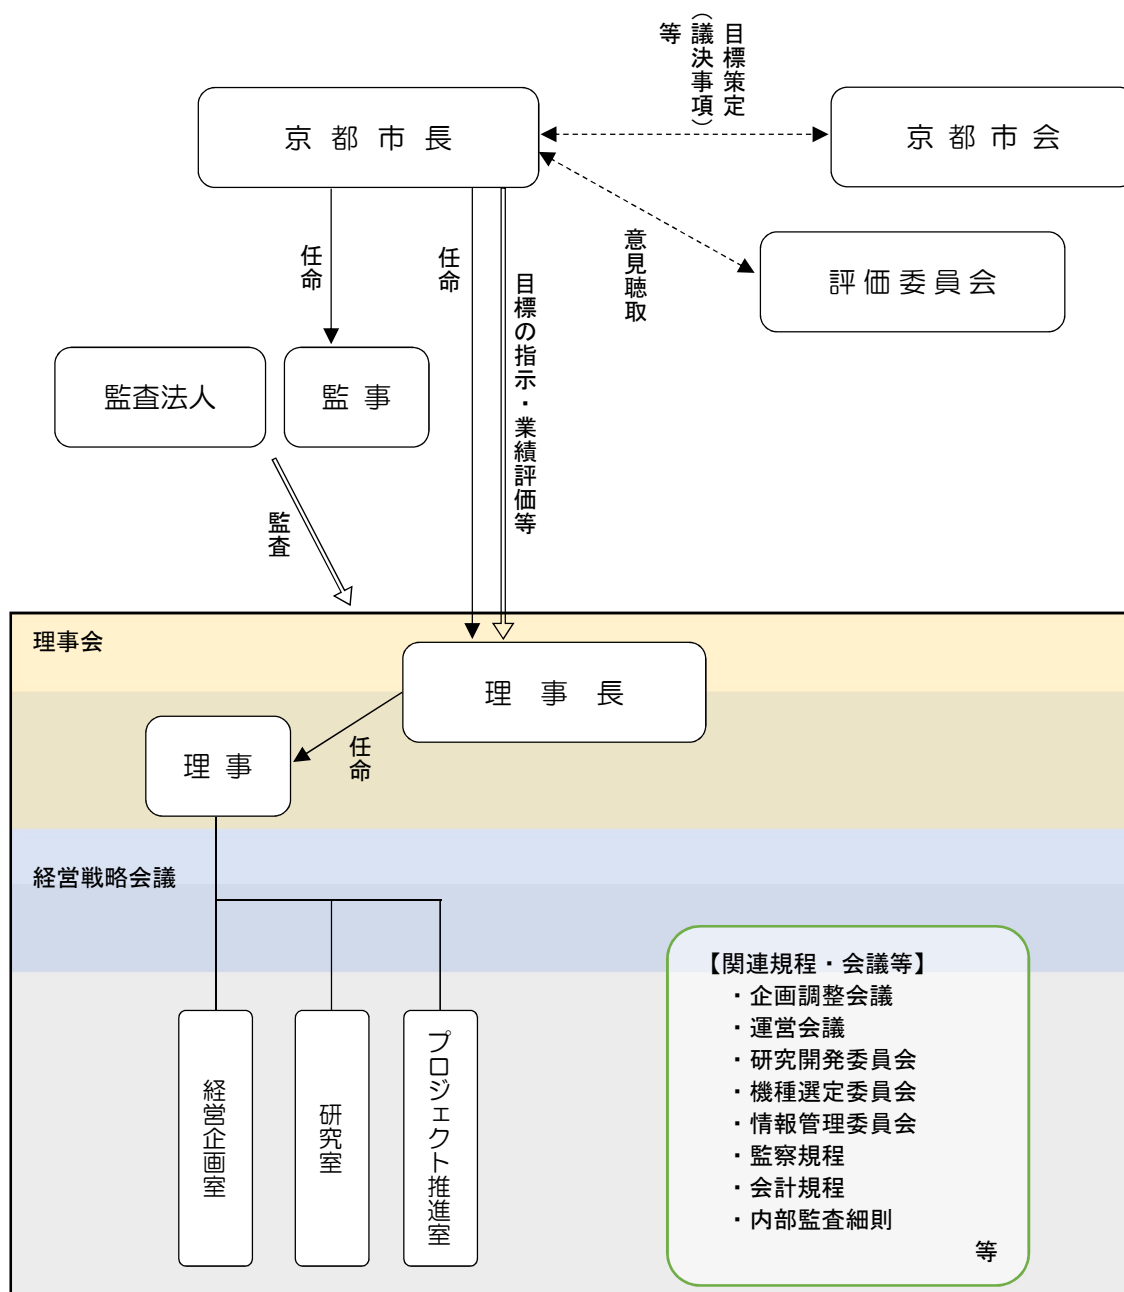 目標策定
(議決事項)
等
京都市長
京都市会
意見聴取
評価委員会
任命
任命
目標の指示・業績評価等
監査法人
監事
監査
理事会
理事長
任命
理事
経営戦略会議
経営企画室
研究室
プロジェクト推進室
【関連規程・会議等】
・企画調整会議
・運営会議
・研究開発委員会
・機種選定委員会
・情報管理委員会
・監察規程
・会計規程
・内部監査細則
等